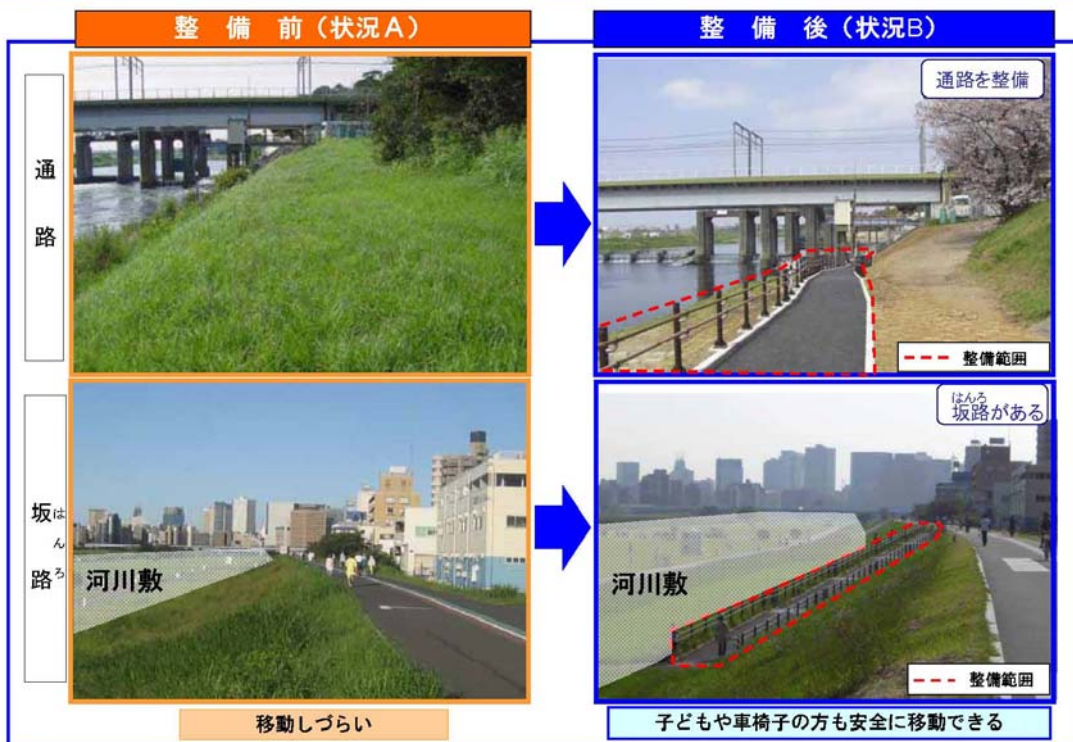 整備前（状況A）
整備後（状況B）
通路
通路を整備
整備範囲
坂路
はんろ
河川敷
はんろ
坂路がある
河川敷
整備範囲
移動しづらい
子どもや車椅子の方も安全に移動できる